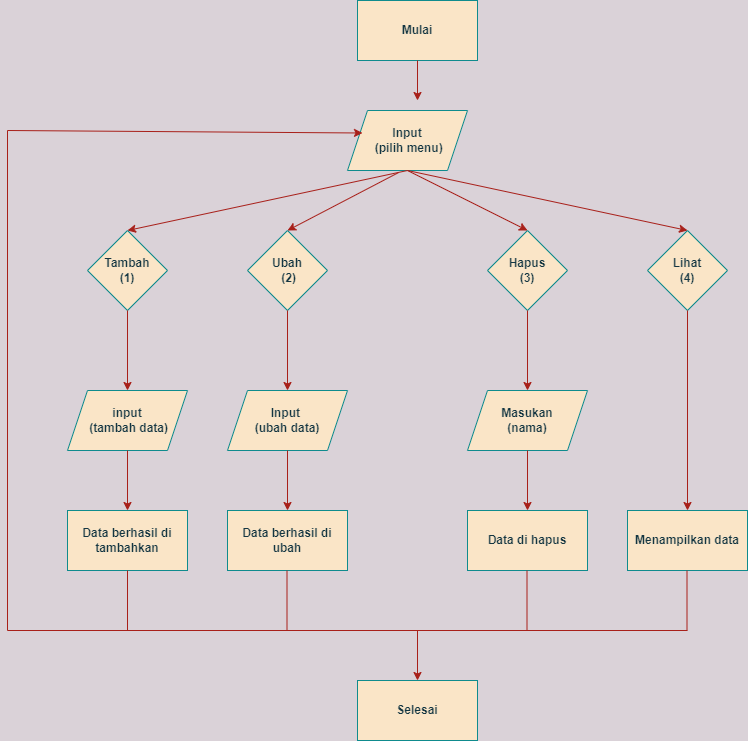 Mulai
Input
(pilih menu)
Tambah
(1)
Ubah
(2)
Hapus
(3)
Lihat
(4)
input
(tambah data)
Input
(ubah data)
Masukan
(nama)
Data berhasil di
tambahkan
Data berhasil di
ubah
Data di hapus
Menampilkan data
Selesai